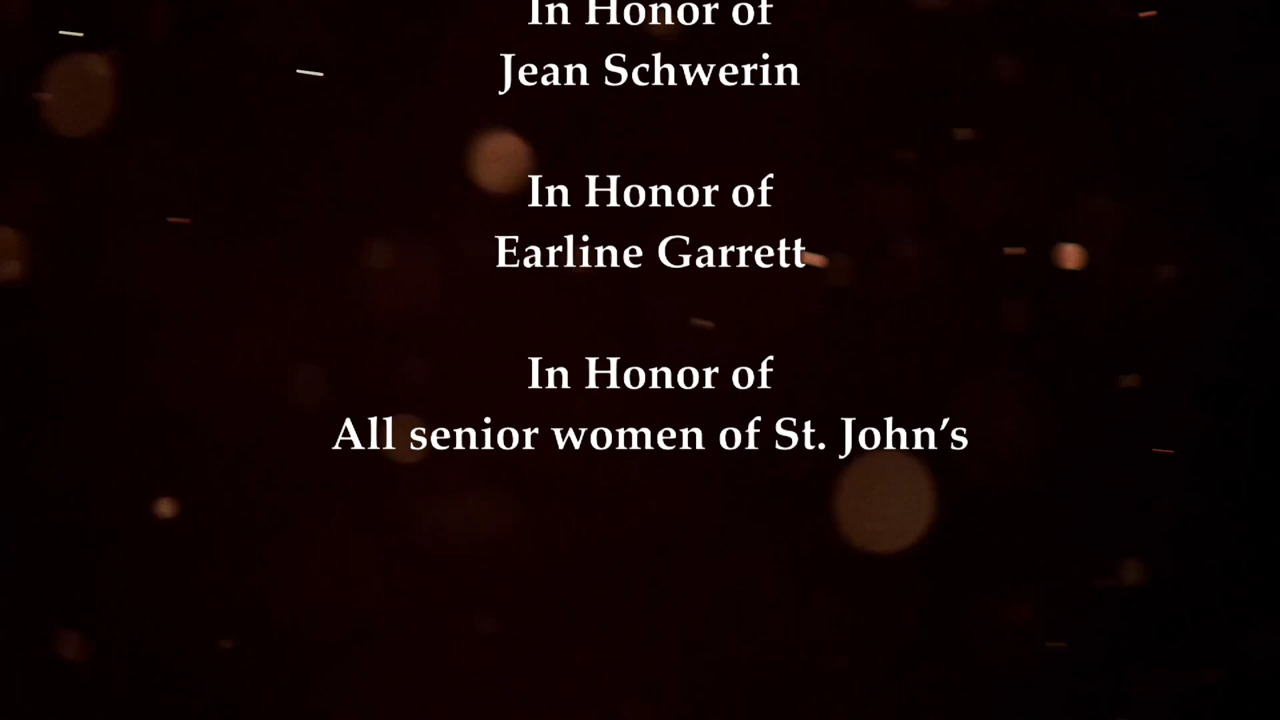 In Honor of
Jean Schwerin
In Honor of
Earline Garrett
In Honor of
All senior women of St. John’s